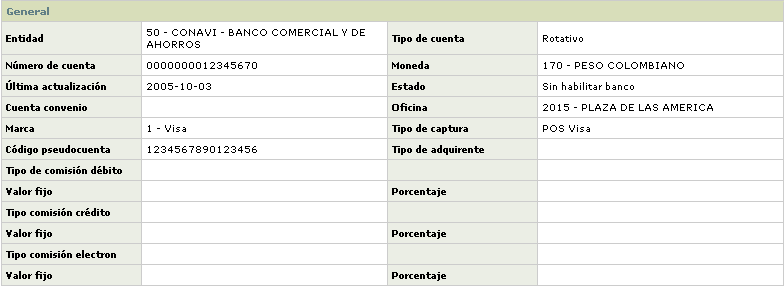 General
Entidad 50 - CONAVI - BANCO COMERCIAL Y DE AHORROS Tipo de cuenta Rotativo
Número de cuenta 0000000012345670 Moneda 170 - PESO COLOMBIANO
Última actualización 2005-10-03 Estado Sin habilitar banco
Cuenta convenio Oficina 2015 - PLAZA DE LAS AMERICA
Marca 1 - Visa Tipo de captura POS Visa
Código pseudocuenta 1234567890123456 Tipo de adquirente
Tipo de comisión débito
Valor fijo Porcentaje
Tipo comisión crédito
Valor fijo Porcentaje
Tipo comisión electron
Valor fijo Porcentaje